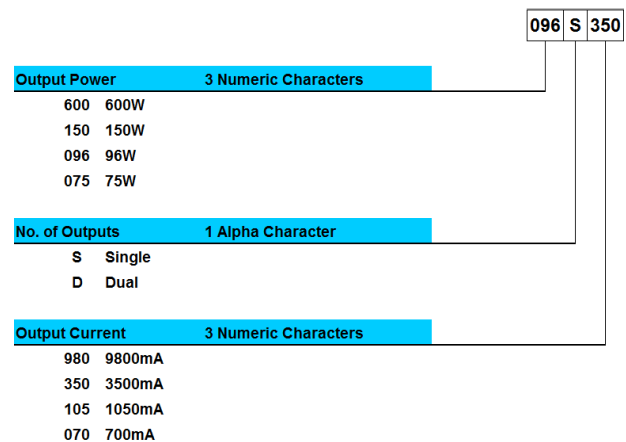 096 S 350
Output Power 3 Numeric Characters
600 600W
150 150W
096 96W
075 75W
No. of Outputs 1 Alpha Character
S Single
D Dual
Output Current 3 Numeric Characters
980 9800mA
350 3500mA
105 1050mA
070 700mA